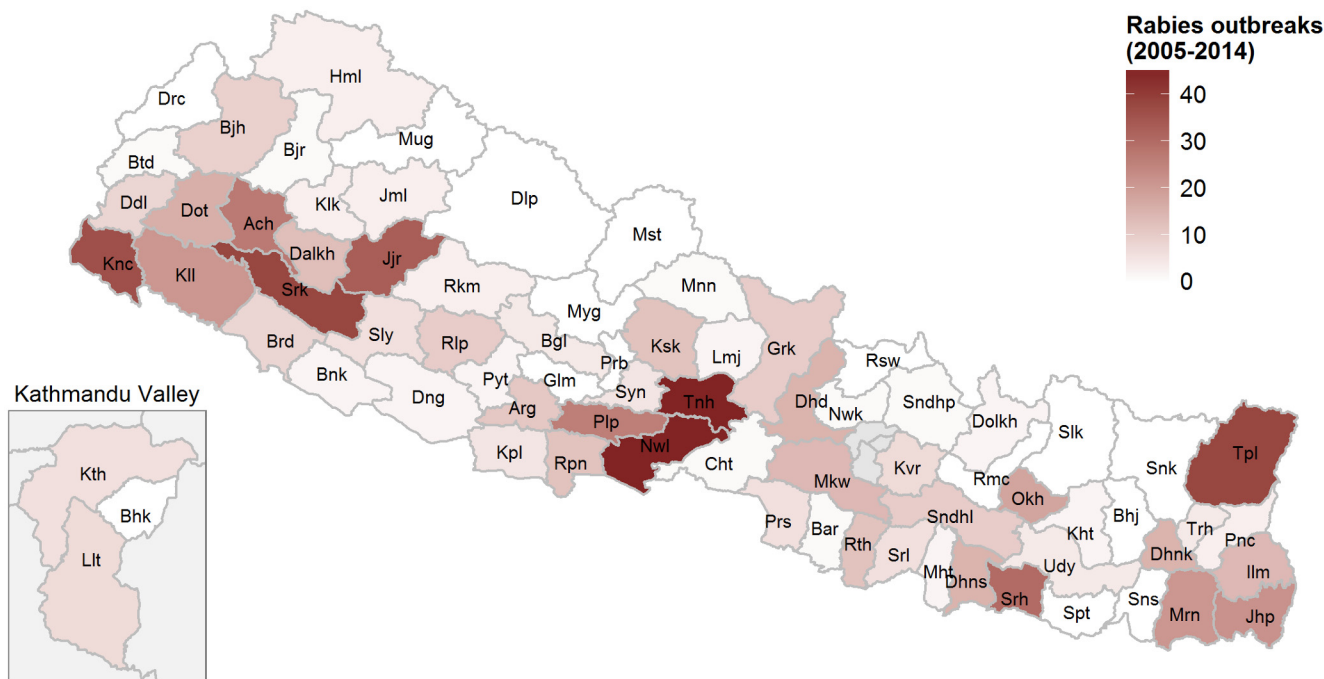 Rabies outbreaks
(2005-2014)
40
30
20
10
0
Hml
Drc
Bjh
Mug
Bjr
Btd
Jml
Ddl
Klk
Dlp
Dot
Ach
Mst
Dalkh
Jjr
Knc
Kll
Srk
Rkm
Mnn
Myg
Sly
Brd
Rlp
Bgl
Ksk
Grk
Lmj
Prb
Rsw
Bnk
Pyt
Glm
Syn
Dng
Tnh
Dhd
Nwk
Sndhp
Arg
Plp
Dolkh
Slk
Nwl
Kpl
Rpn
Cht
Kvr
Snk
Tpl
Mkw
Rmc
Okh
Prs
Bar
Sndhl
Bhj
Kht
Trh
Pnc
Rth
Srl
Dhnk
Mht
Dhns
Udy
Ilm
Srh
Spt
Sns
Mrn
Jhp
Kathmandu Valley
Kth
Bhk
Llt